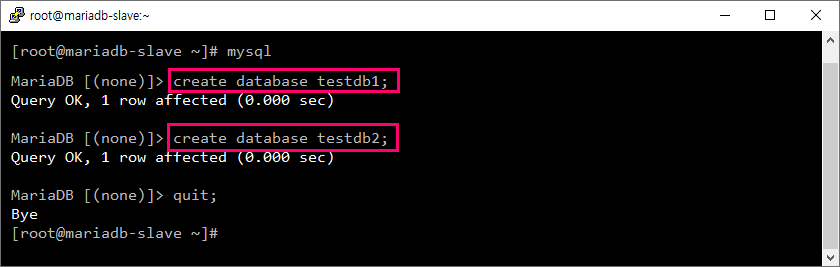 root@mariadb-slave:~
[root@mariadb-slave ~]# mysql
MariaDB [(none)]> create database testdb1;
Query OK, 1 row affected (0.000 sec)
MariaDB [(none)]> create database testdb2;
Query OK, 1 row affected (0.000 sec)
MariaDB [(none)]> quit;
Bye
[root@mariadb-slave ~]#